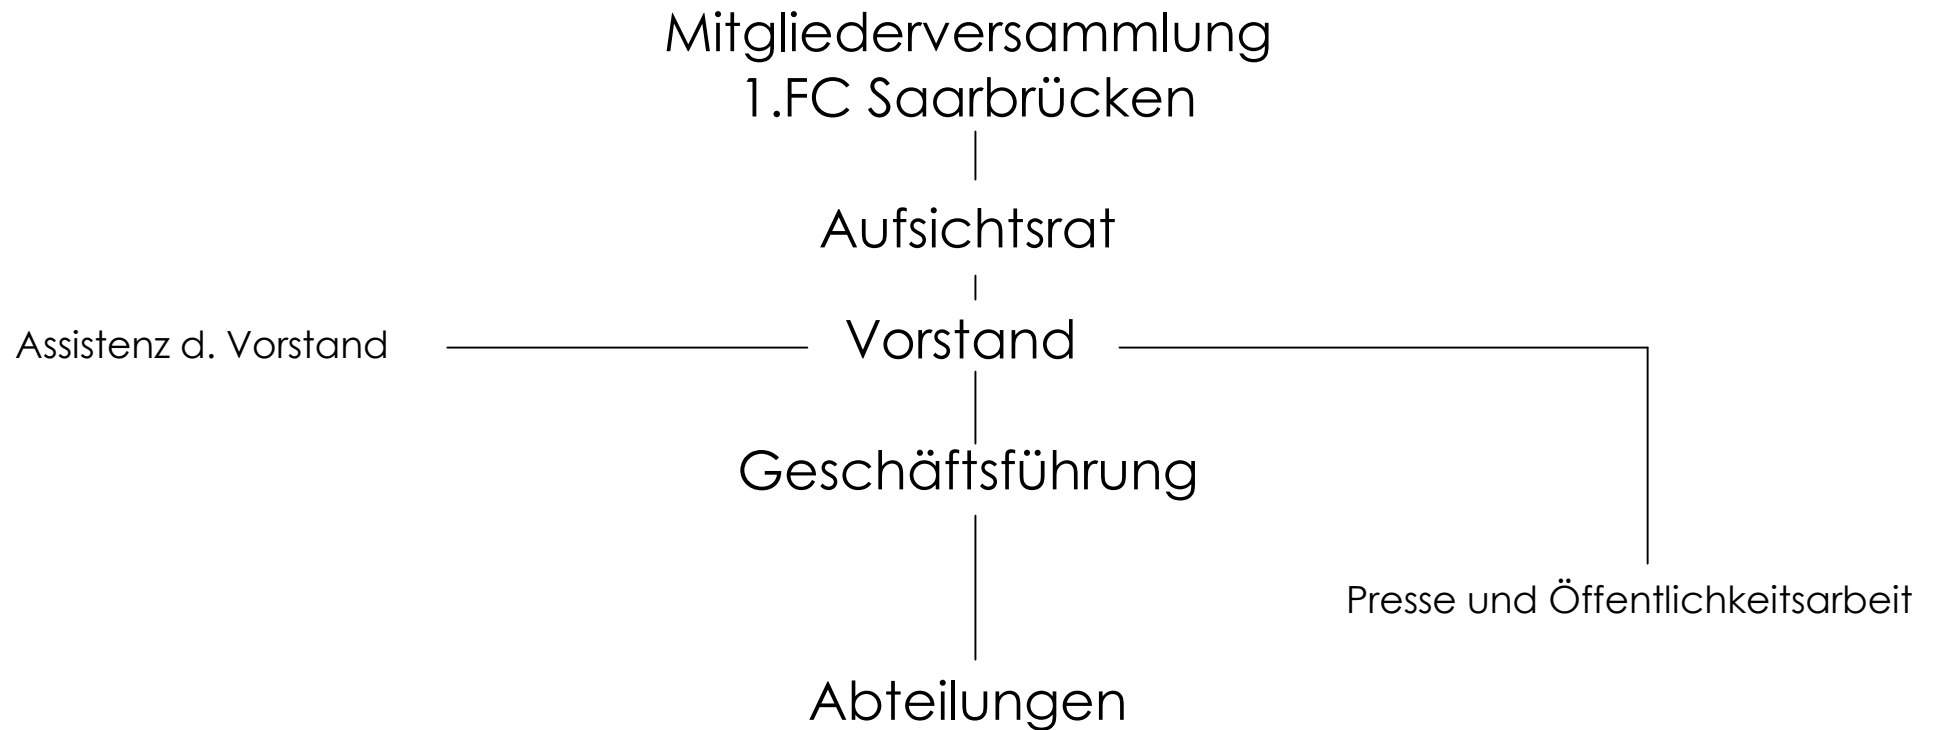 Mitgliederversammlung
1.FC Saarbrücken
Aufsichtsrat
Assistenz d. Vorstand
Vorstand
Geschäftsführung
Presse und Öffentlichkeitsarbeit
Abteilungen